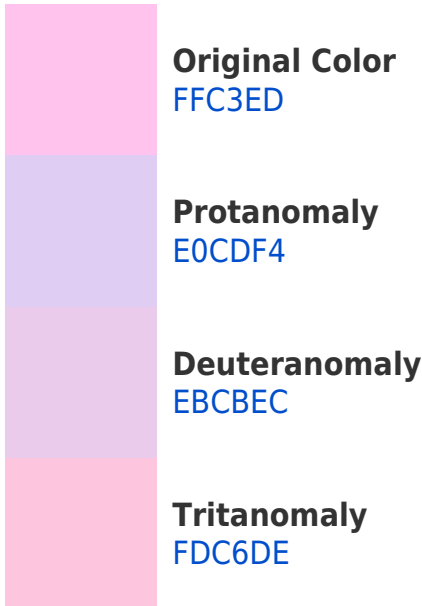 Original Color
FFC3ED
Protanomaly
E0CDF4
Deuteranomaly
EBCBEC
Tritanomaly
FDC6DE